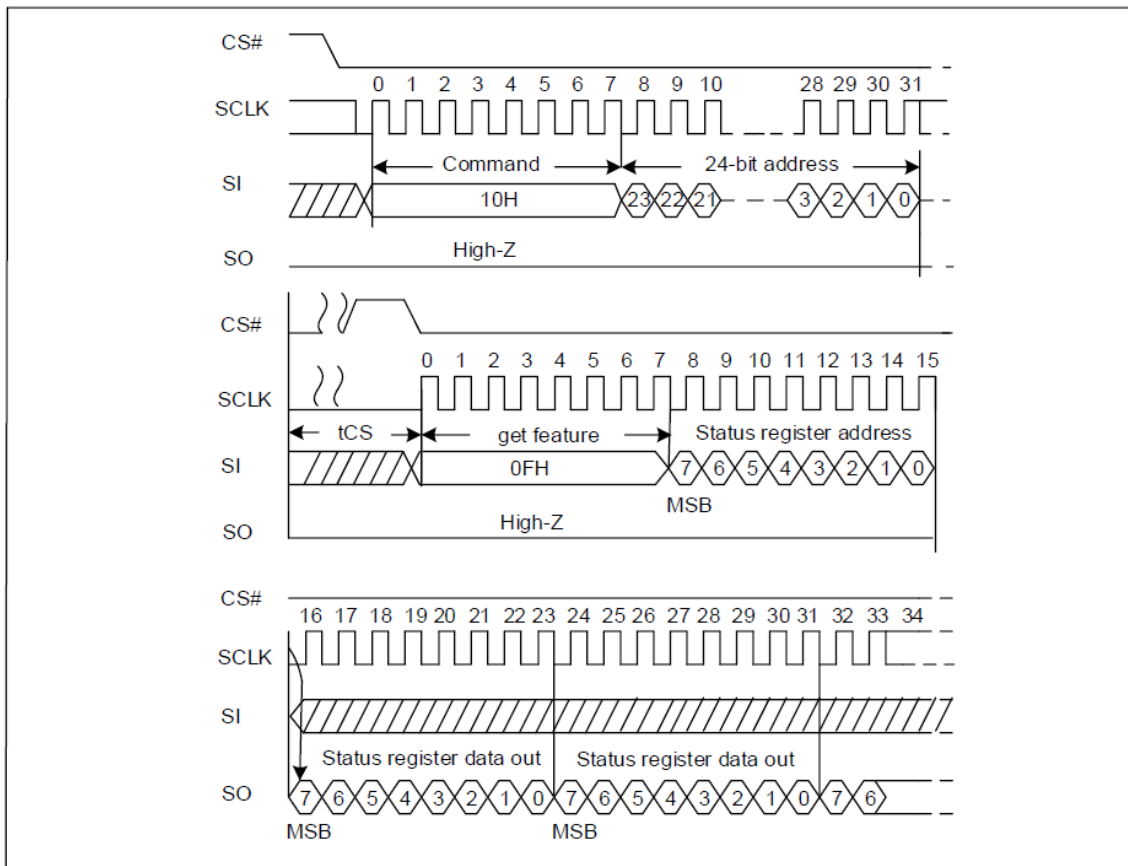 CS#
0 1 2 3 4 5 6 7 8 9 10 28 29 30 31
SCLK
Command 24-bit address
SI
10H 23 22 21 3 2 1 0
High-Z
SO
CS#
0 1 2 3 4 5 6 7 8 9 10 11 12 13 14 15
SCLK
tCS get feature Status register address
SI
0FH 7 6 5 4 3 2 1 0
MSB
High-Z
SO
CS#
16 17 18 19 20 21 22 23 24 25 26 27 28 29 30 31 32 33 34
SCLK
SI
Status register data out Status register data out
SO 7 6 5 4 3 2 1 0 7 6 5 4 3 2 1 0 7 6
MSB MSB